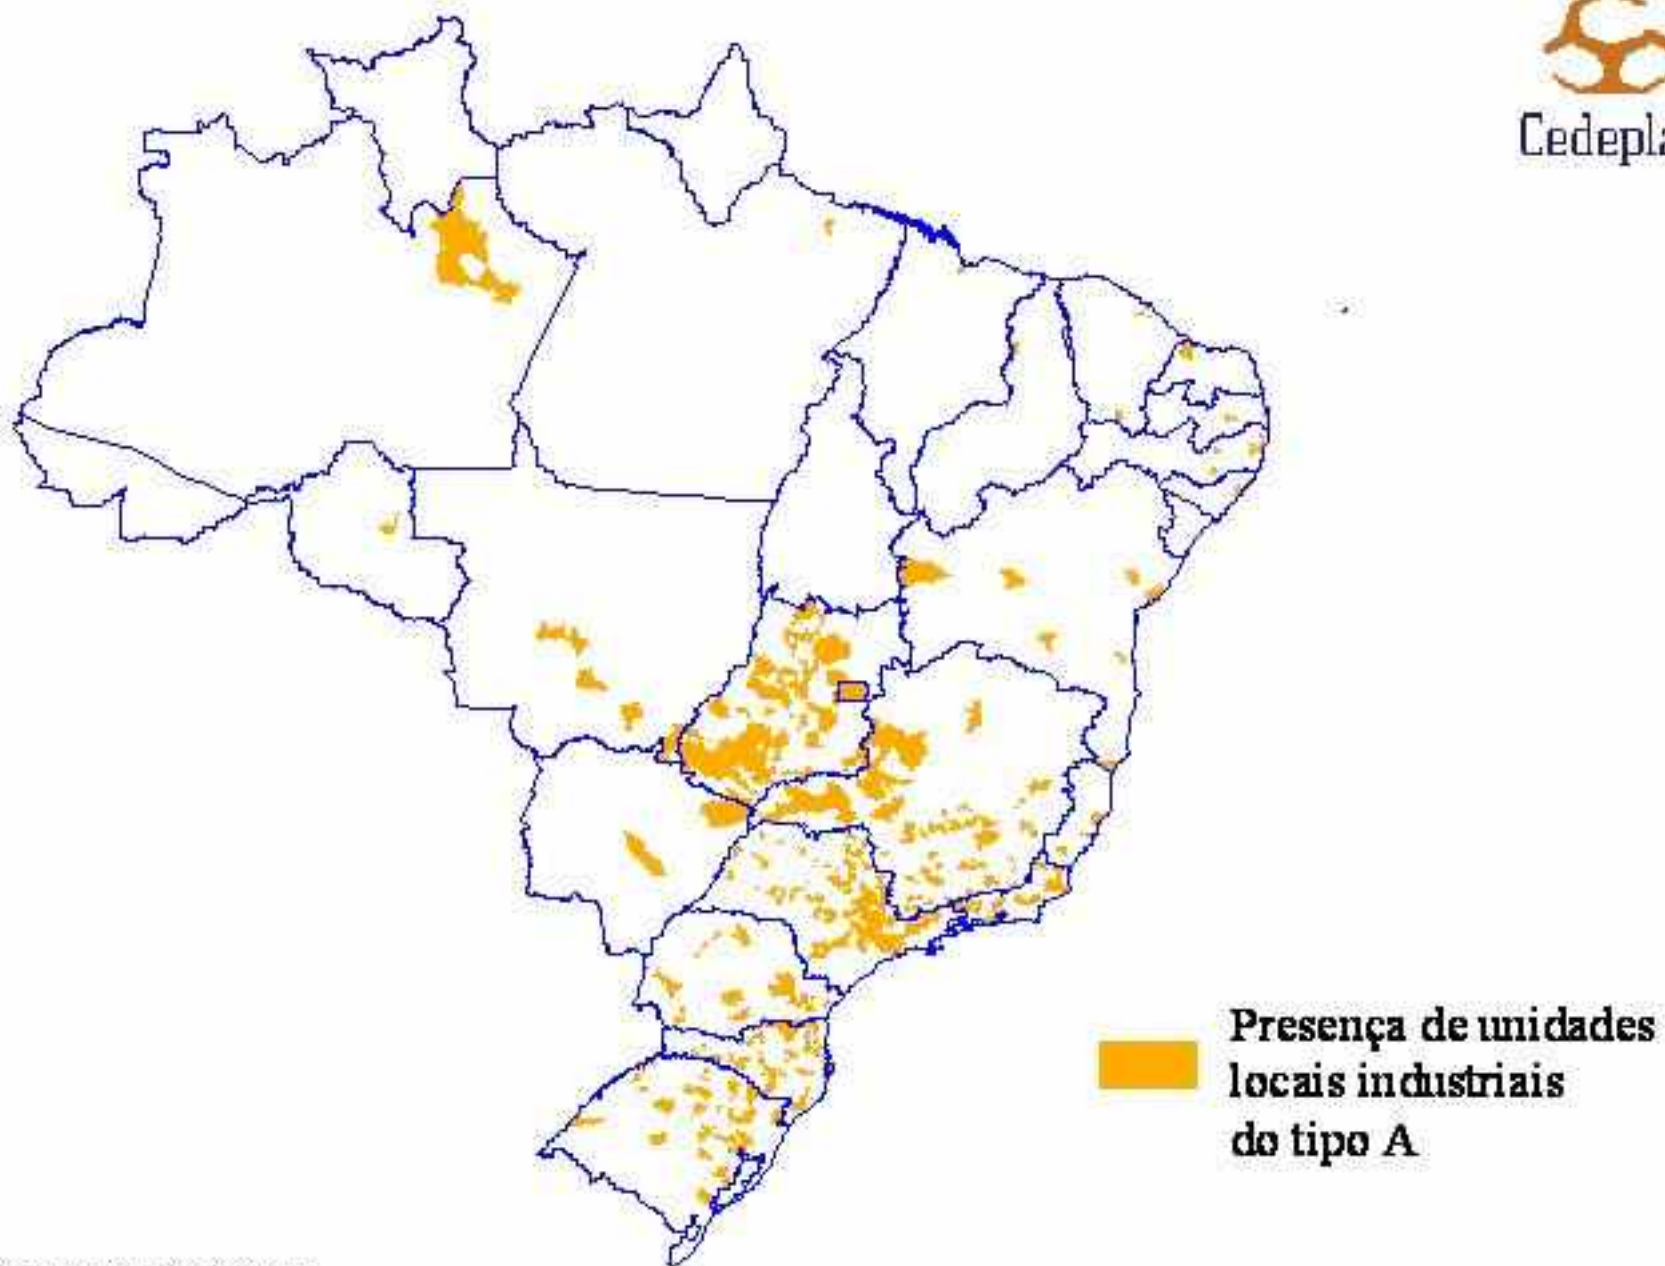 Cedepla
Presença de unidades
locais industriais
do tipo A